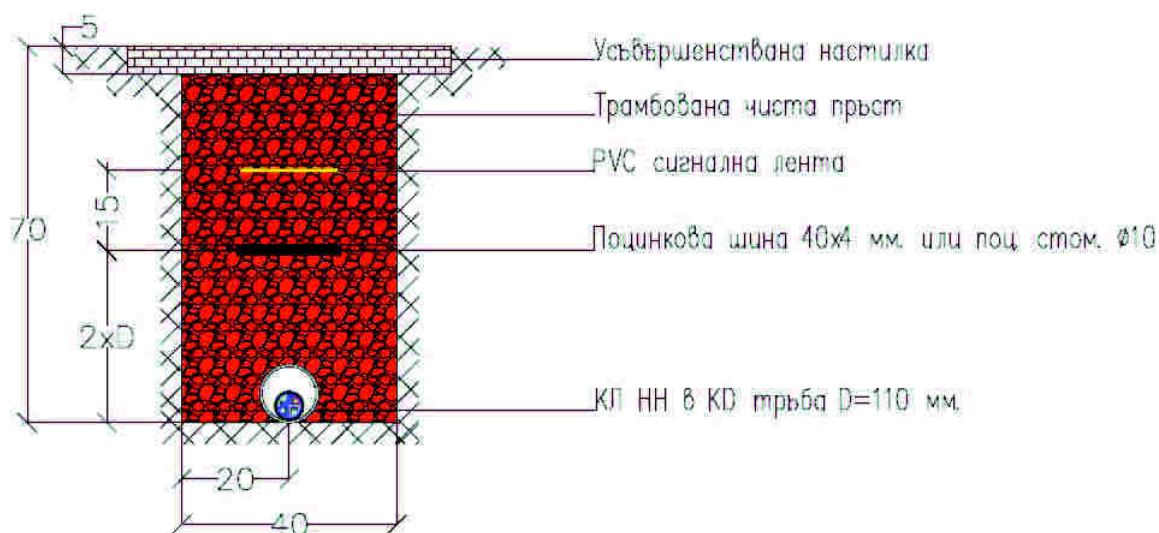 5
Усъвършенствана настилка
Трамбована чиста пръст
PVC сигнална лента
15
70
Поцинкова шина 40x4 мм. или поц. стом. ø10
2xD
КЛ НН в KD тръба D=110 мм.
20
40